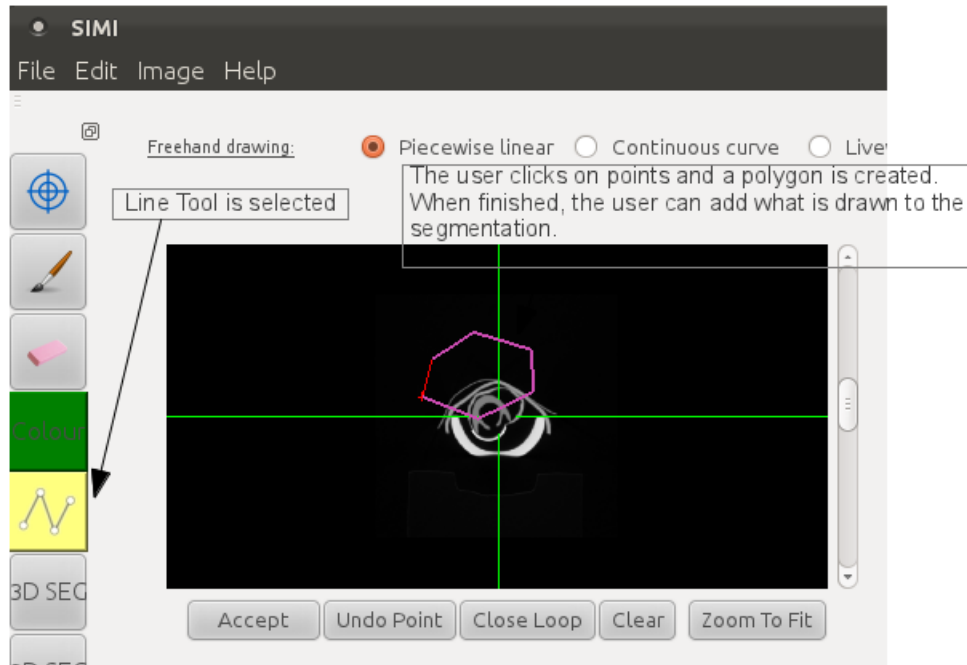 SIMI
File Edit Image Help
Freehand drawing: Piecewise linear Continuous curve
The user clicks on points and a polygon is created.
When finished, the user can add what is drawn to the
segmentation.
Line Tool is selected
Colour
3D SEG
3D SEG
Accept Undo Point Close Loop Clear Zoom To Fit